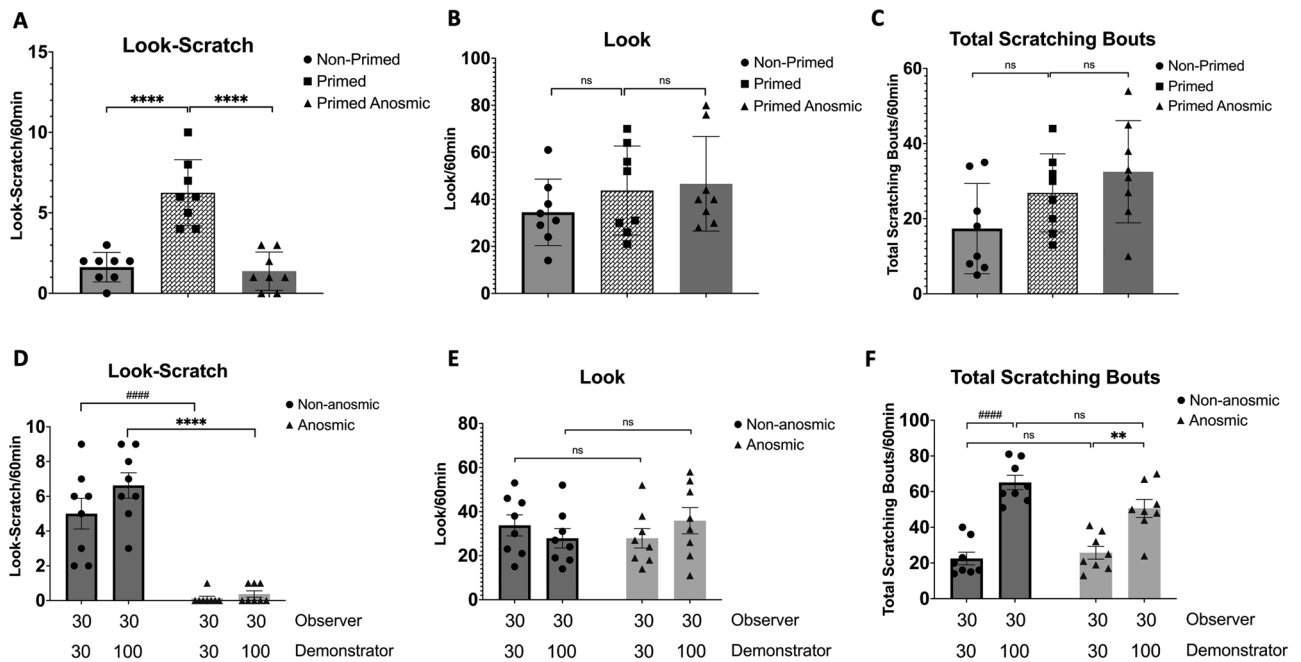 A
Look-Scratch
Look-Scratch/60min
15
10
5
0
****
****
Non-Primed
Primed
Primed Anosmic
B
Look
Look/60min
100
80
60
40
20
0
ns
ns
Non-Primed
Primed
Primed Anosmic
C
Total Scratching Bouts
Total Scratching Bouts/60min
60
40
20
0
ns
ns
Non-Primed
Primed
Primed Anosmic
D
Look-Scratch
Look-Scratch/60min
10
8
6
4
2
0
####
****
Non-anosmic
Anosmic
30 30 30 30 Observer
30 100 30 100 Demonstrator
E
Look
Look/60min
80
60
40
20
0
ns
ns
Non-anosmic
Anosmic
30 30 30 30 Observer
30 100 30 100 Demonstrator
F
Total Scratching Bouts
Total Scratching Bouts/60min
100
80
60
40
20
0
####
ns
ns
**
Non-anosmic
Anosmic
30 30 30 30 Observer
30 100 30 100 Demonstrator